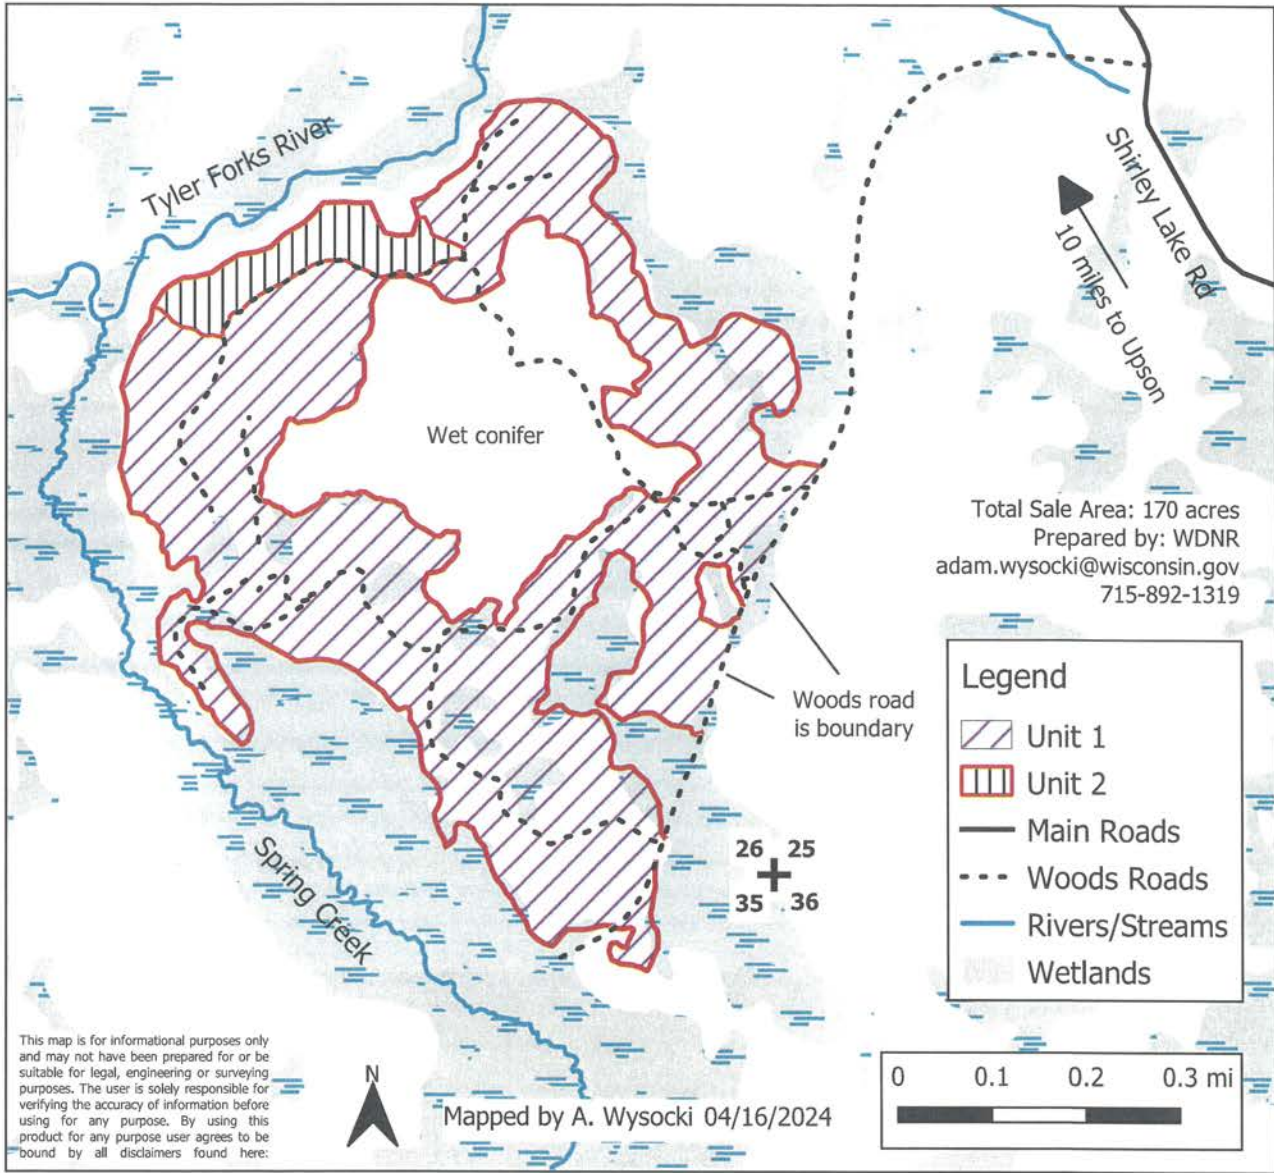 Tyler Forks River
Shirley Lake Rd
10 miles to Upson
Wet conifer
Total Sale Area: 170 acres
Prepared by: WDNR
adam.wysocki@wisconsin.gov
715-892-1319
Woods road
is boundary
Legend
Unit 1
Unit 2
Main Roads
Woods Roads
Rivers/Streams
Wetlands
26 25
35 36
Spring Creek
This map is for informational purposes only
and may not have been prepared for or be
suitable for legal, engineering or surveying
purposes. The user is solely responsible for
verifying the accuracy of information before
using for any purpose. By using this
product for any purpose user agrees to be
bound by all disclaimers found here:
N
Mapped by A. Wysocki 04/16/2024
0 0.1 0.2 0.3 mi